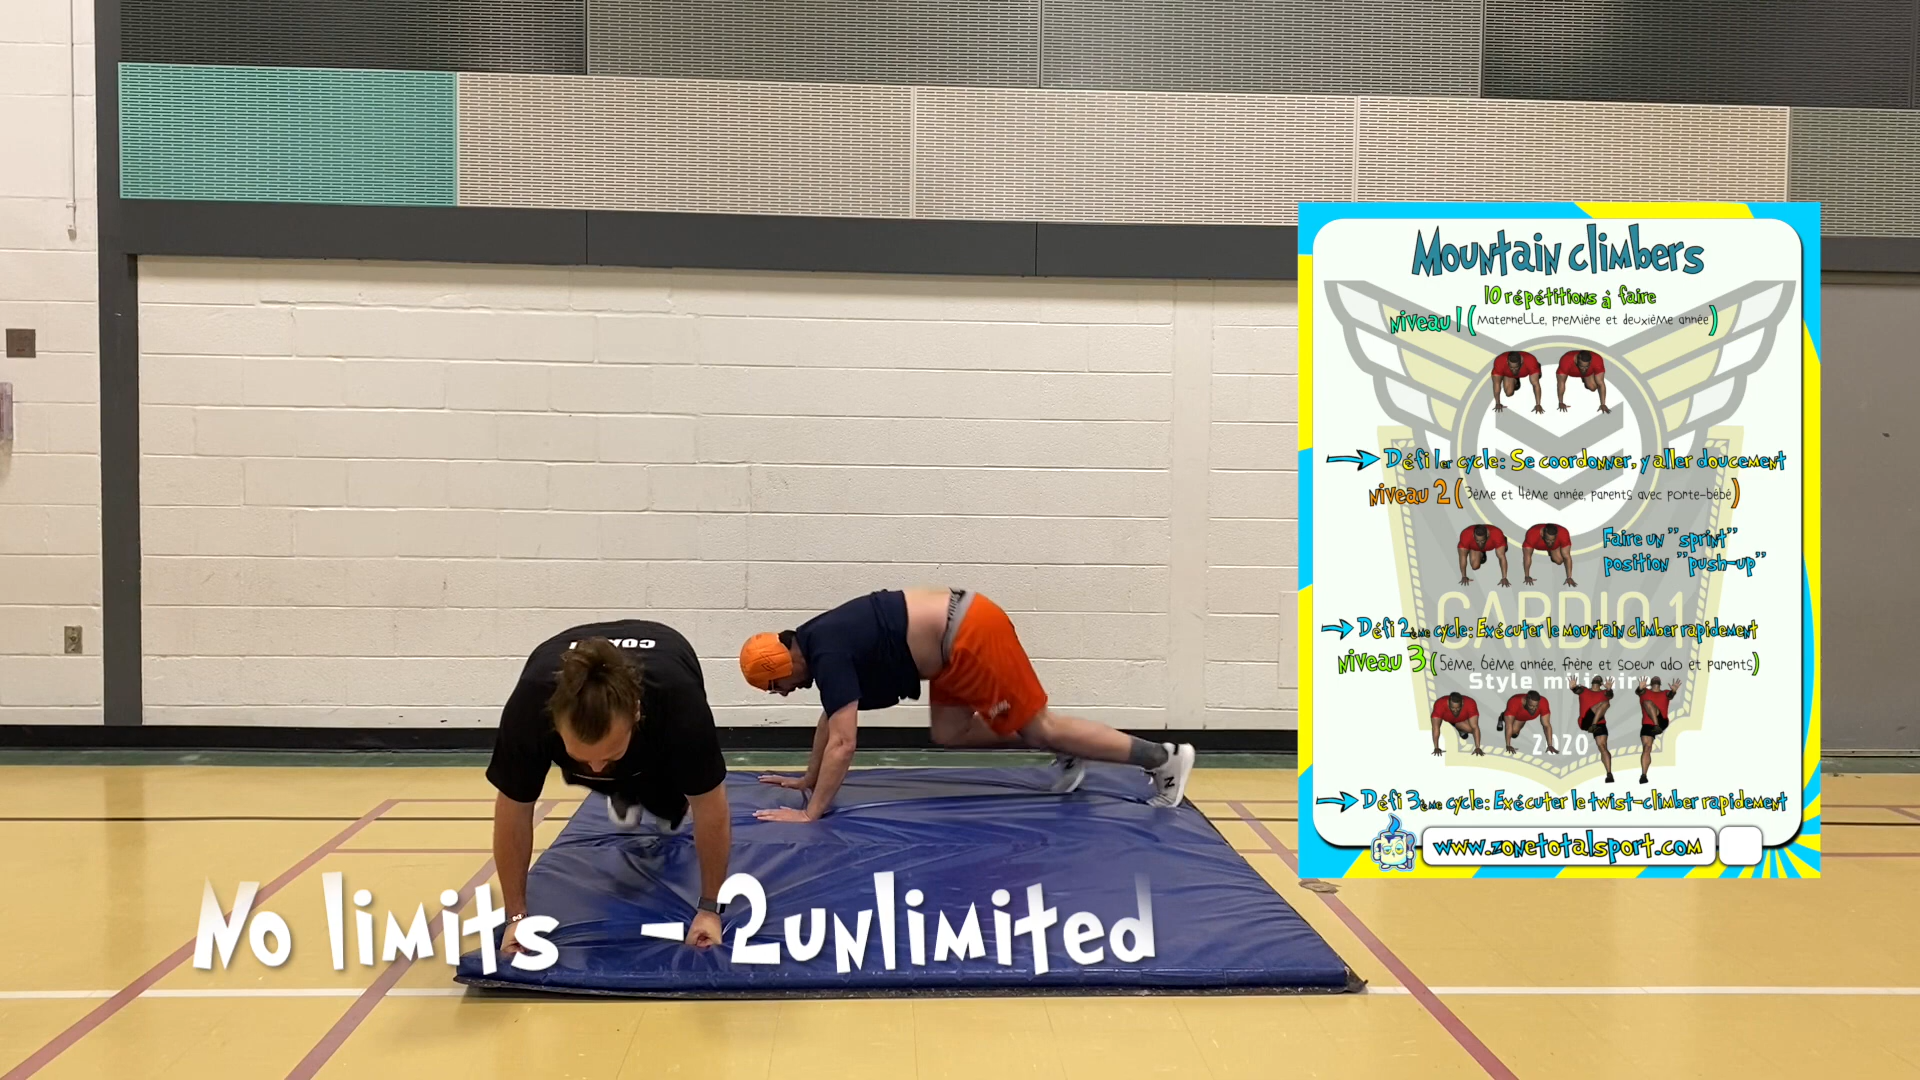 COACH
No limits - 2unlimited
Mountain climbers
10 répétitions à faire
Niveau 1 (Maternelle, première et deuxième année)
Défi 1er cycle: Se coordonner, y aller doucement
Niveau 2 (3ème et 4ème année, parents avec porte-bébé)
Faire un "sprint"
position "push-up"
CARDIO 1
Défi 2ème cycle: Exécuter le mountain climber rapidement
Niveau 3 (5ème, 6ème année, frère et soeur ado et parents)
Style militaire
2020
Défi 3ème cycle: Exécuter le twist-climber rapidement
www.zonetotalsport.com